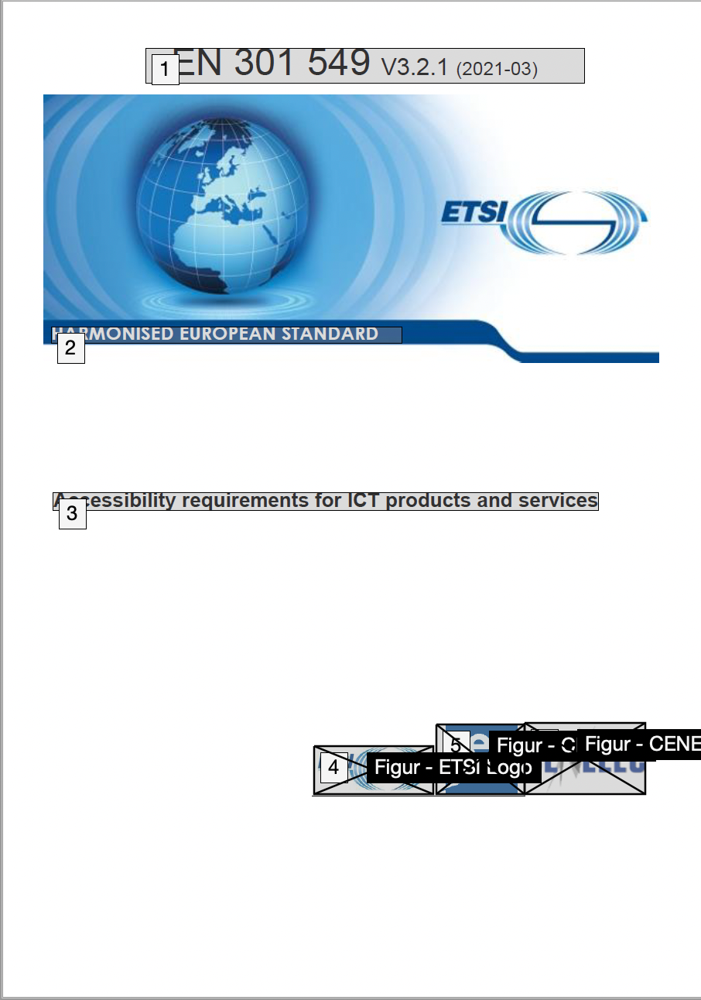 1
EN 301 549 V3.2.1 (2021-03)
ETSI
HARMONISED EUROPEAN STANDARD
2
Accessibility requirements for ICT products and services
3
4
Figur - ETSI Logo
5
Figur - C
Figur - CENE